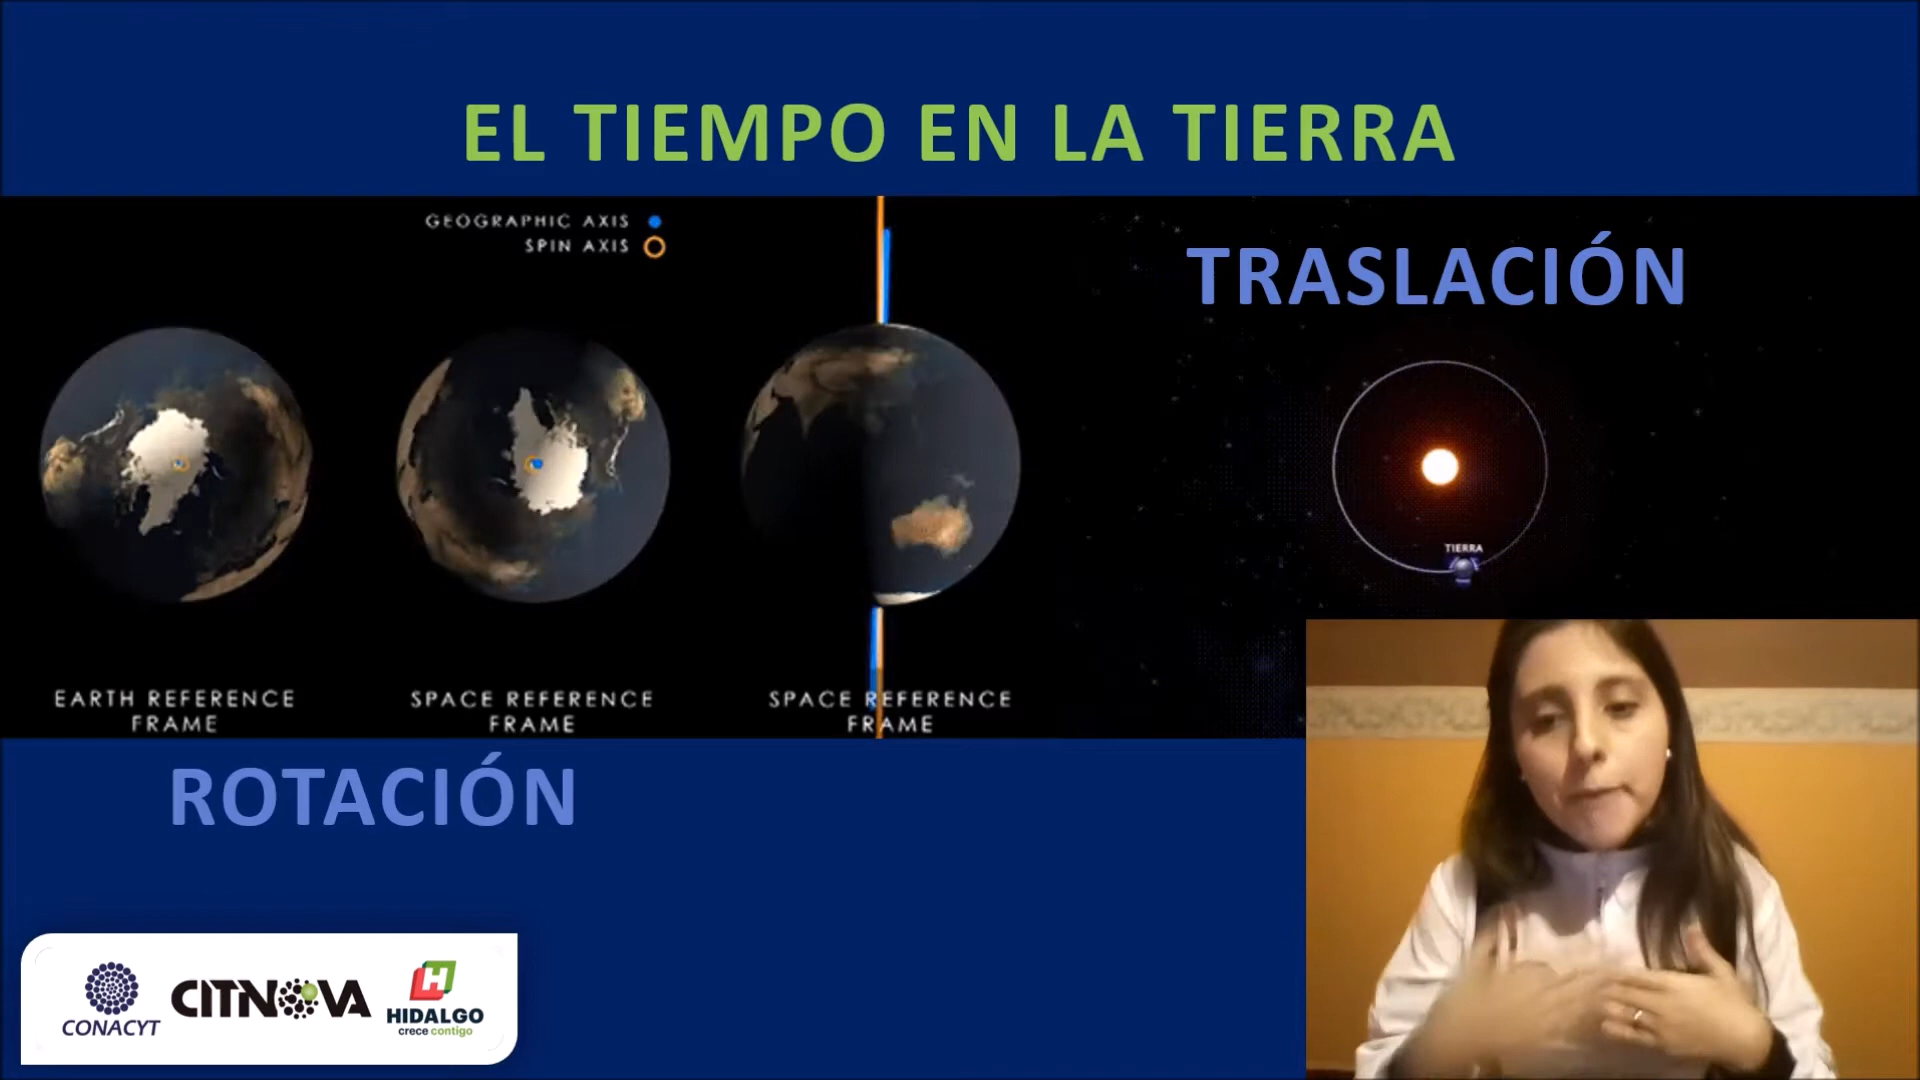 EL TIEMPO EN LA TIERRA
GEOGRAPHIC AXIS
SPIN AXIS
TRASLACIÓN
TIERRA
EARTH REFERENCE
FRAME
SPACE REFERENCE
FRAME
SPACE REFERENCE
FRAME
ROTACIÓN
CONACYT
CITNOVA
H
HIDALGO
crece contigo